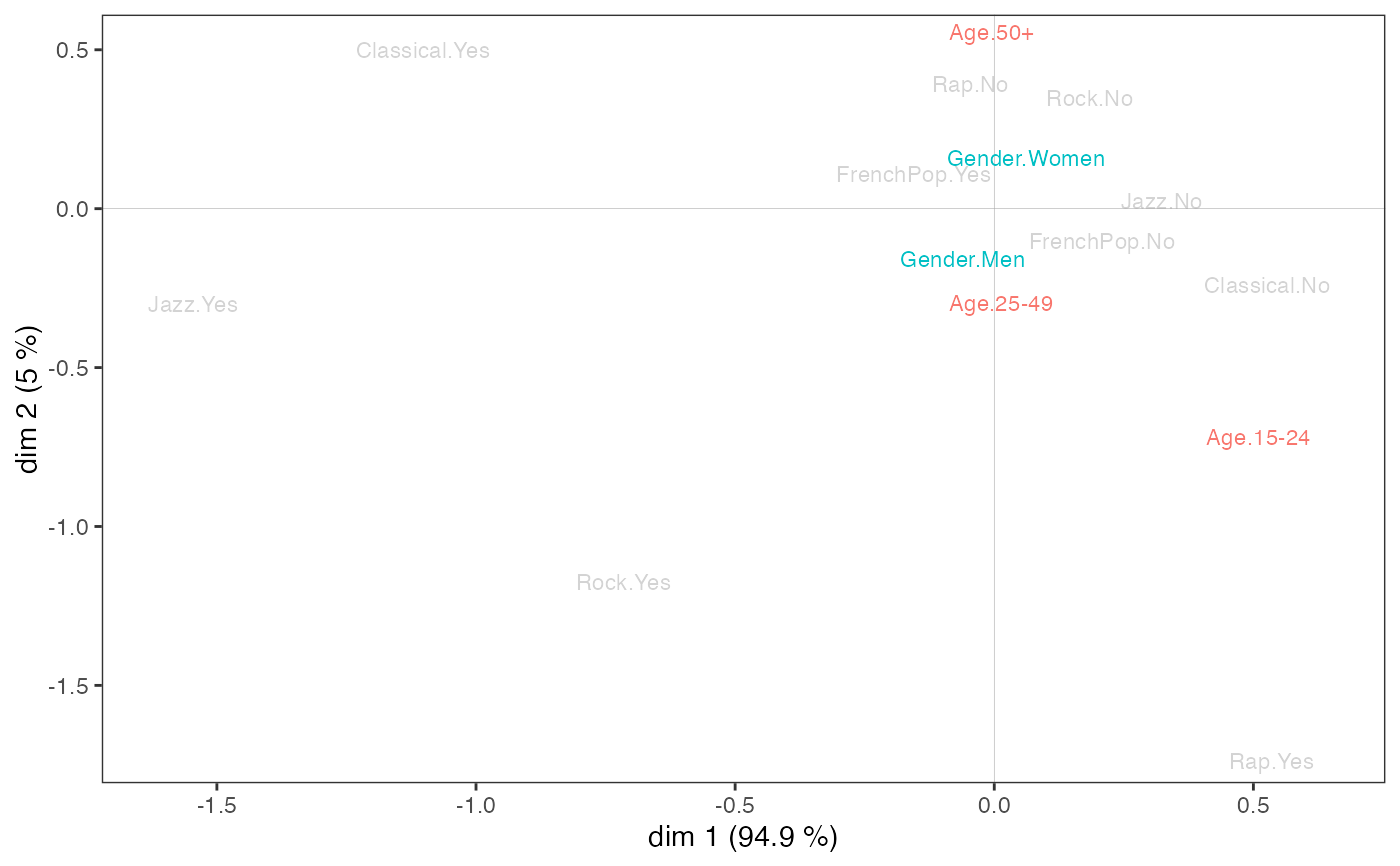 Age.50+
0.5
Classical.Yes
Rap.No
Rock.No
Gender.Women
FrenchPop.Yes
Jazz.No
0.0
FrenchPop.No
Gender.Men
Classical.No
Jazz.Yes
Age.25-49
-0.5
dim 2 (5 %)
Age.15-24
-1.0
Rock.Yes
-1.5
Rap.Yes
-1.5 -1.0 -0.5 0.0 0.5
dim 1 (94.9 %)